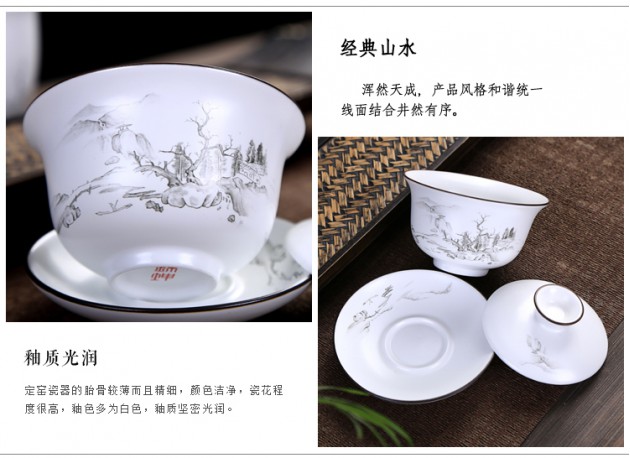 经典山水
浑然天成，产品风格和谐统一
线面结合井然有序。
釉质光润
定窑瓷器的胎骨较薄而且精细，颜色洁净，瓷花程
度很高，釉色多为白色，釉质坚密光润。